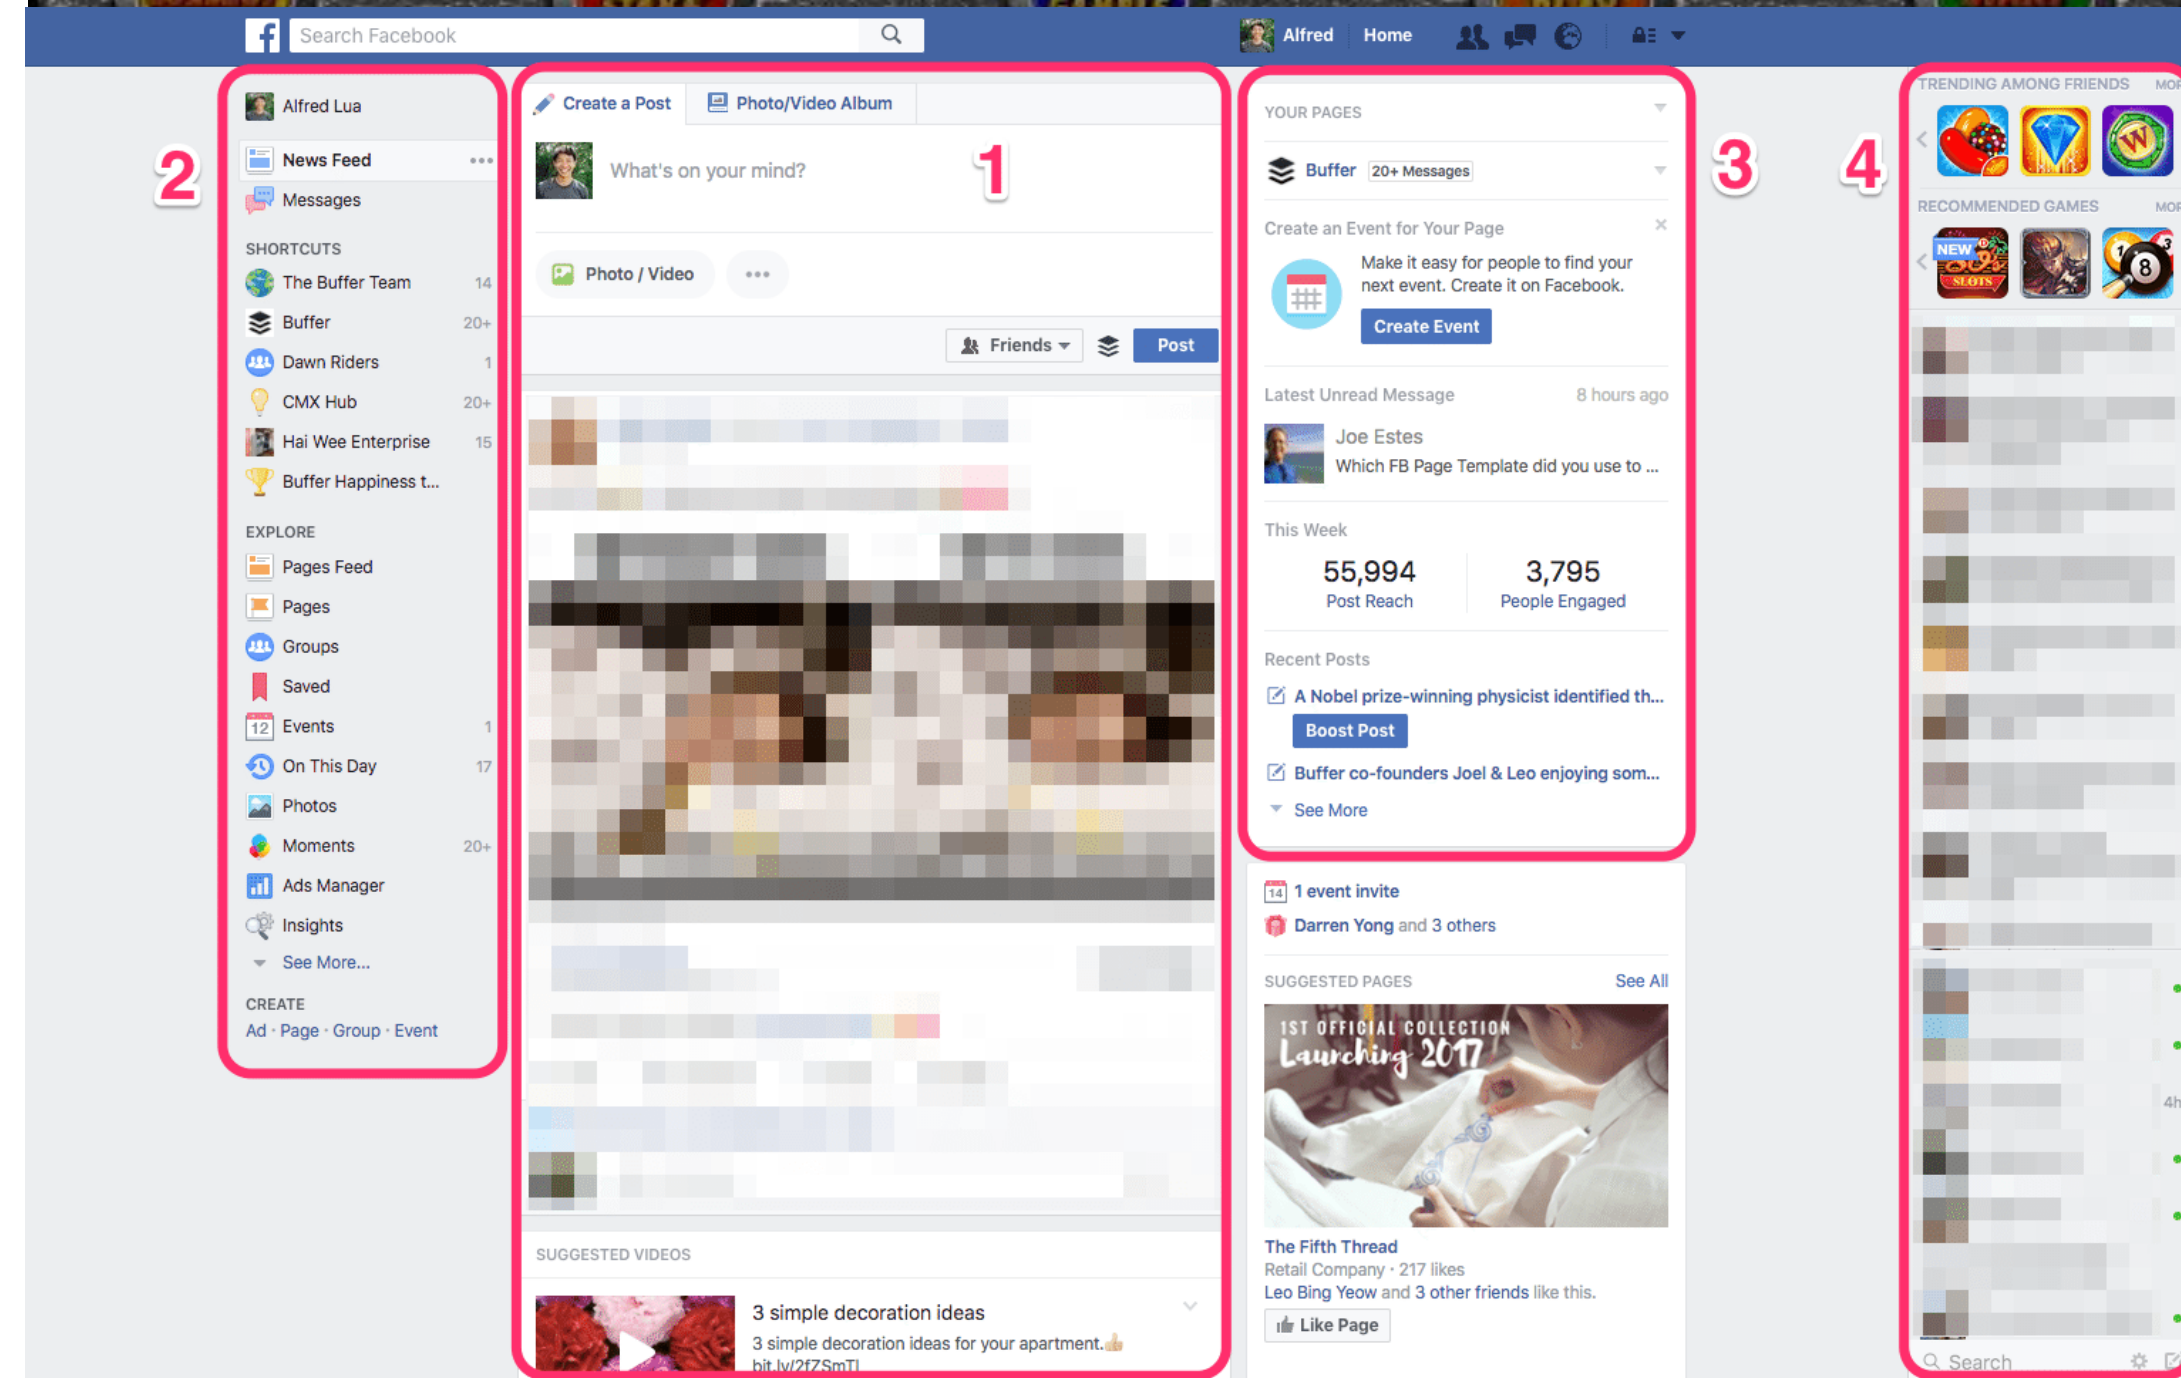 Search Facebook
Alfred
Home
2
Alfred Lua
News Feed
Messages
SHORTCUTS
The Buffer Team 14
Buffer 20+
Dawn Riders 1
CMX Hub 20+
Hai Wee Enterprise 15
Buffer Happiness t...
EXPLORE
Pages Feed
Pages
Groups
Saved
12 Events 1
On This Day 17
Photos
Moments 20+
Ads Manager
Insights
See More...
CREATE
Ad · Page · Group · Event
1
Create a Post
Photo/Video Album
What's on your mind?
Photo / Video
Friends
Post
SUGGESTED VIDEOS
3 simple decoration ideas
3 simple decoration ideas for your apartment.👍
bit.ly/2fZSmTl
3
YOUR PAGES
Buffer 20+ Messages
Create an Event for Your Page
Make it easy for people to find your
next event. Create it on Facebook.
Create Event
Latest Unread Message 8 hours ago
Joe Estes
Which FB Page Template did you use to ...
This Week
55,994 3,795
Post Reach People Engaged
Recent Posts
A Nobel prize-winning physicist identified th...
Boost Post
Buffer co-founders Joel & Leo enjoying som...
See More
14 1 event invite
Darren Yong and 3 others
SUGGESTED PAGES See All
1ST OFFICIAL COLLECTION
Launching 2017
The Fifth Thread
Retail Company · 217 likes
Leo Bing Yeow and 3 other friends like this.
Like Page
4
TRENDING AMONG FRIENDS MOR
W
RECOMMENDED GAMES MOR
NEW
SLOTS
1 8 3
4h
Search